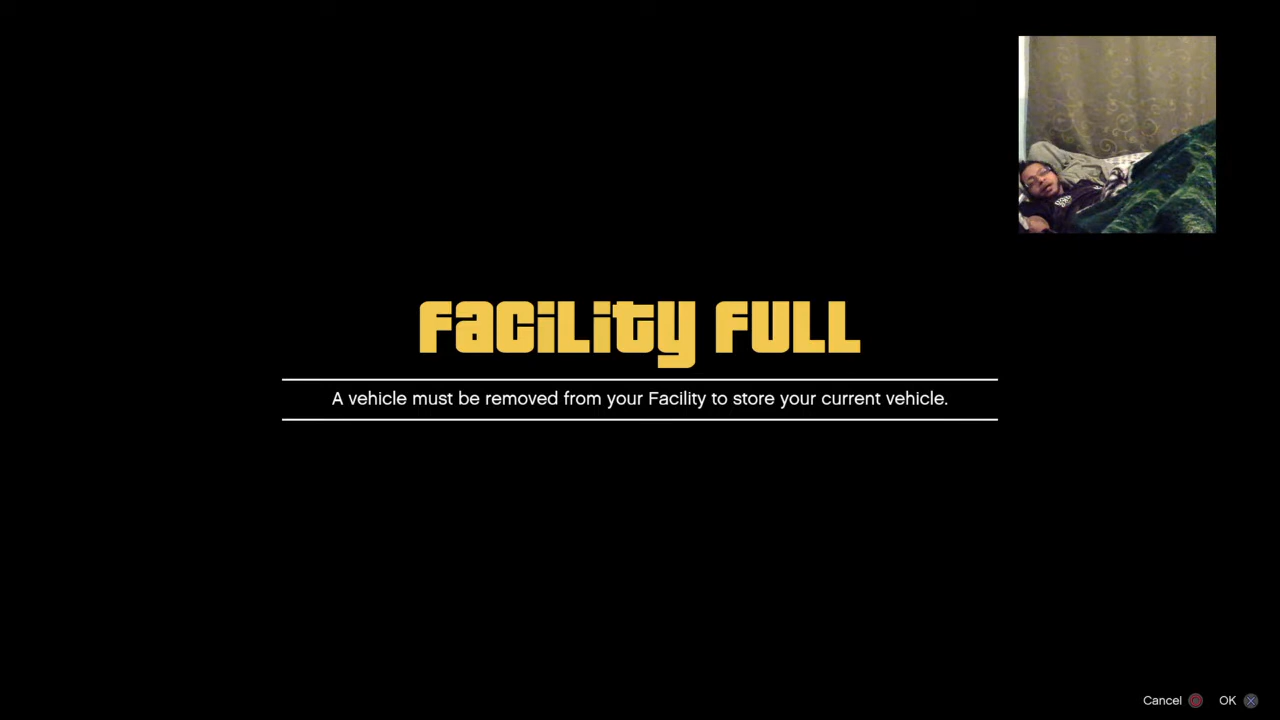 Facility Full
A vehicle must be removed from your Facility to store your current vehicle.
Cancel OK